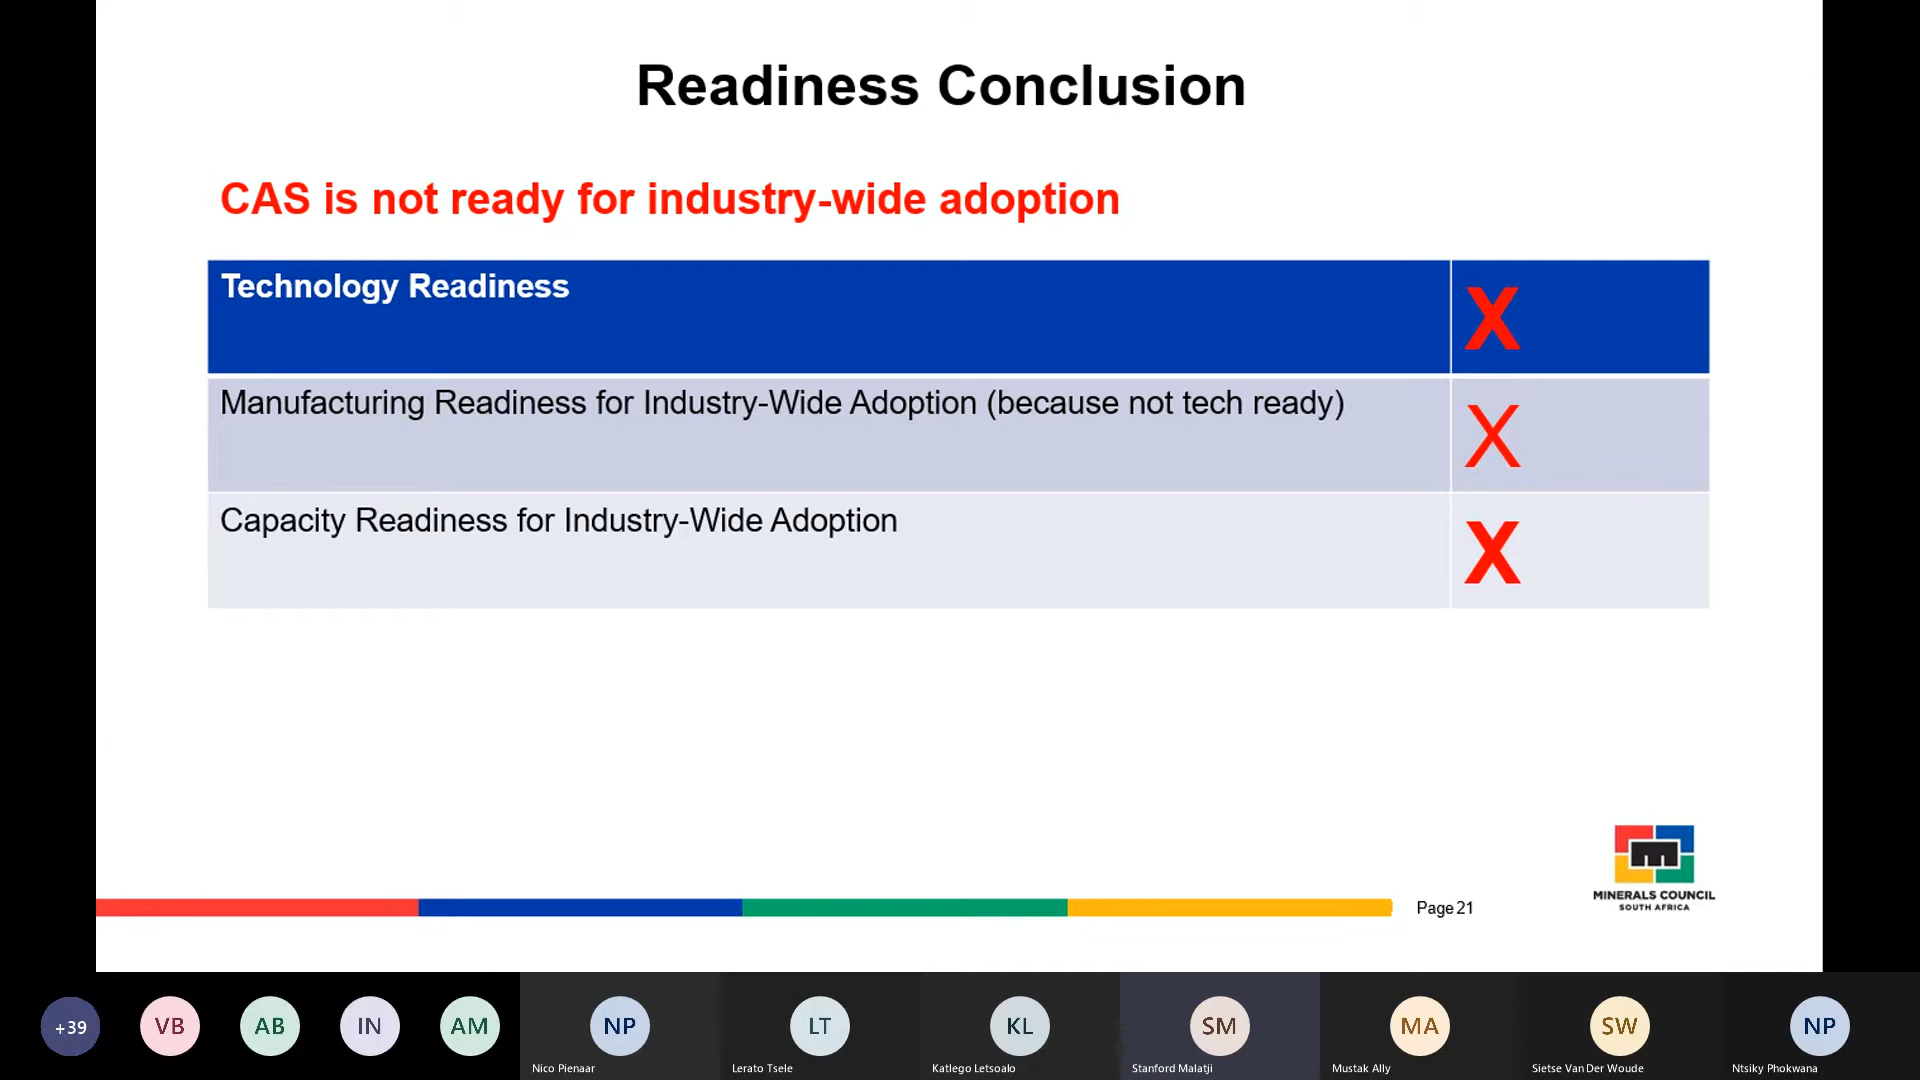 Readiness Conclusion
CAS is not ready for industry-wide adoption
Technology Readiness
X
Manufacturing Readiness for Industry-Wide Adoption (because not tech ready)
X
Capacity Readiness for Industry-Wide Adoption
X
m
MINERALS COUNCIL
SOUTH AFRICA
Page 21
+39
VB
AB
IN
AM
NP
LT
KL
SM
MA
SW
NP
Nico Pienaar
Lerato Tsele
Katlego Letsoalo
Stanford Malatji
Mustak Ally
Sietse Van Der Woude
Ntsiky Phokwana